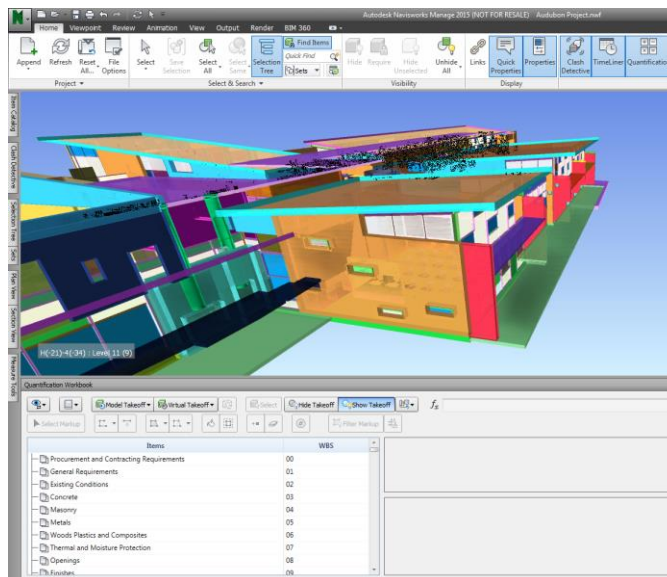 Autodesk Navisworks Manage 2015 (NOT FOR RESALE) Audubon Project.nwf
Home Viewpoint Review Animation View Output Render BIM 360
Append
Refresh
Reset All...
File Options
Select
Save Selection
Select All
Select Same
Selection Tree
Find Items
Quick Find
Sets
Hide
Require
Hide Unselected
Unhide All
Links
Quick Properties
Properties
Clash Detective
TimeLiner
Quantification
Project Select & Search Visibility Display
Item Catalog
Clash Detective
Selection Tree
Sets
Plan View
Section View
Measure Tools
H(-21)-4(-34) : Level 11 (9)
Quantification Workbook
Model Takeoff Virtual Takeoff Select Hide Takeoff Show Takeoff fx
Select Markup Filter Markup
Items WBS
Procurement and Contracting Requirements 00
General Requirements 01
Existing Conditions 02
Concrete 03
Masonry 04
Metals 05
Woods Plastics and Composites 06
Thermal and Moisture Protection 07
Openings 08
Finishes 09